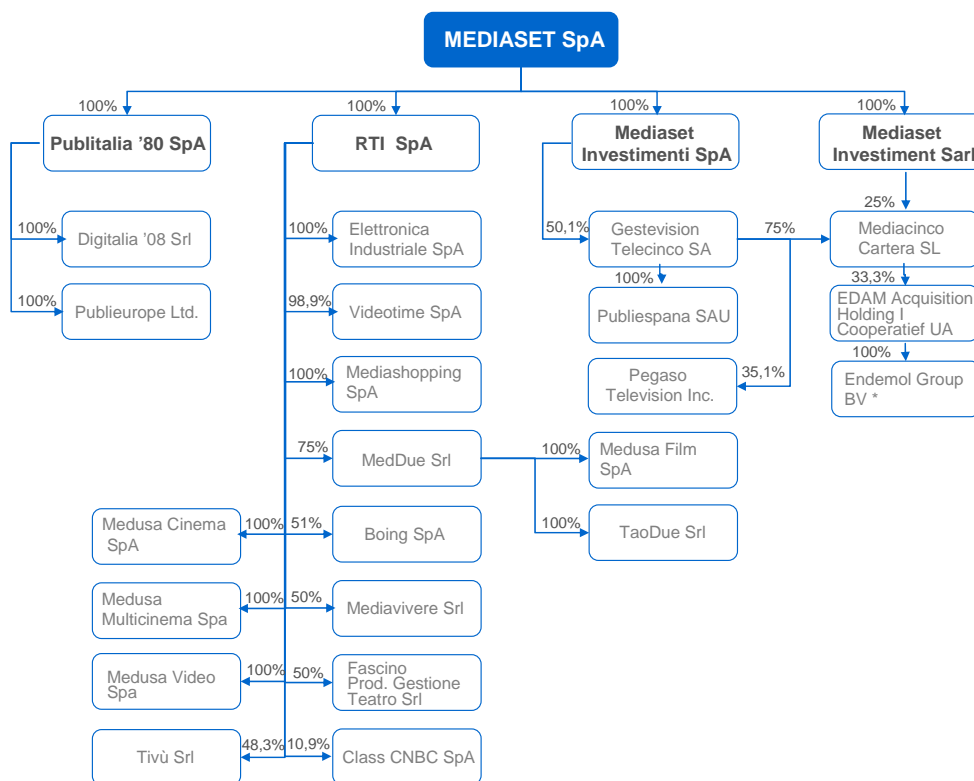 MEDIASET SpA
100%
100%
100%
100%
Publitalia ’80 SpA
RTI SpA
Mediaset
Investimenti SpA
Mediaset
Investiment Sarl
100%
Digitalia ’08 Srl
100%
Publieurope Ltd.
100%
Elettronica
Industriale SpA
98,9%
Videotime SpA
100%
Mediashopping
SpA
75%
MedDue Srl
100%
Medusa Film
SpA
100%
TaoDue Srl
Medusa Cinema
SpA
100%
51%
Boing SpA
Medusa
Multicinema Spa
100%
50%
Mediavivere Srl
Medusa Video
Spa
100%
50%
Fascino
Prod. Gestione
Teatro Srl
Tivù Srl
48,3%
10,9%
Class CNBC SpA
50,1%
Gestevision
Telecinco SA
100%
Publiespana SAU
75%
35,1%
Pegaso
Television Inc.
25%
Mediacinco
Cartera SL
33,3%
EDAM Acquisition
Holding I
Cooperatief UA
100%
Endemol Group
BV *